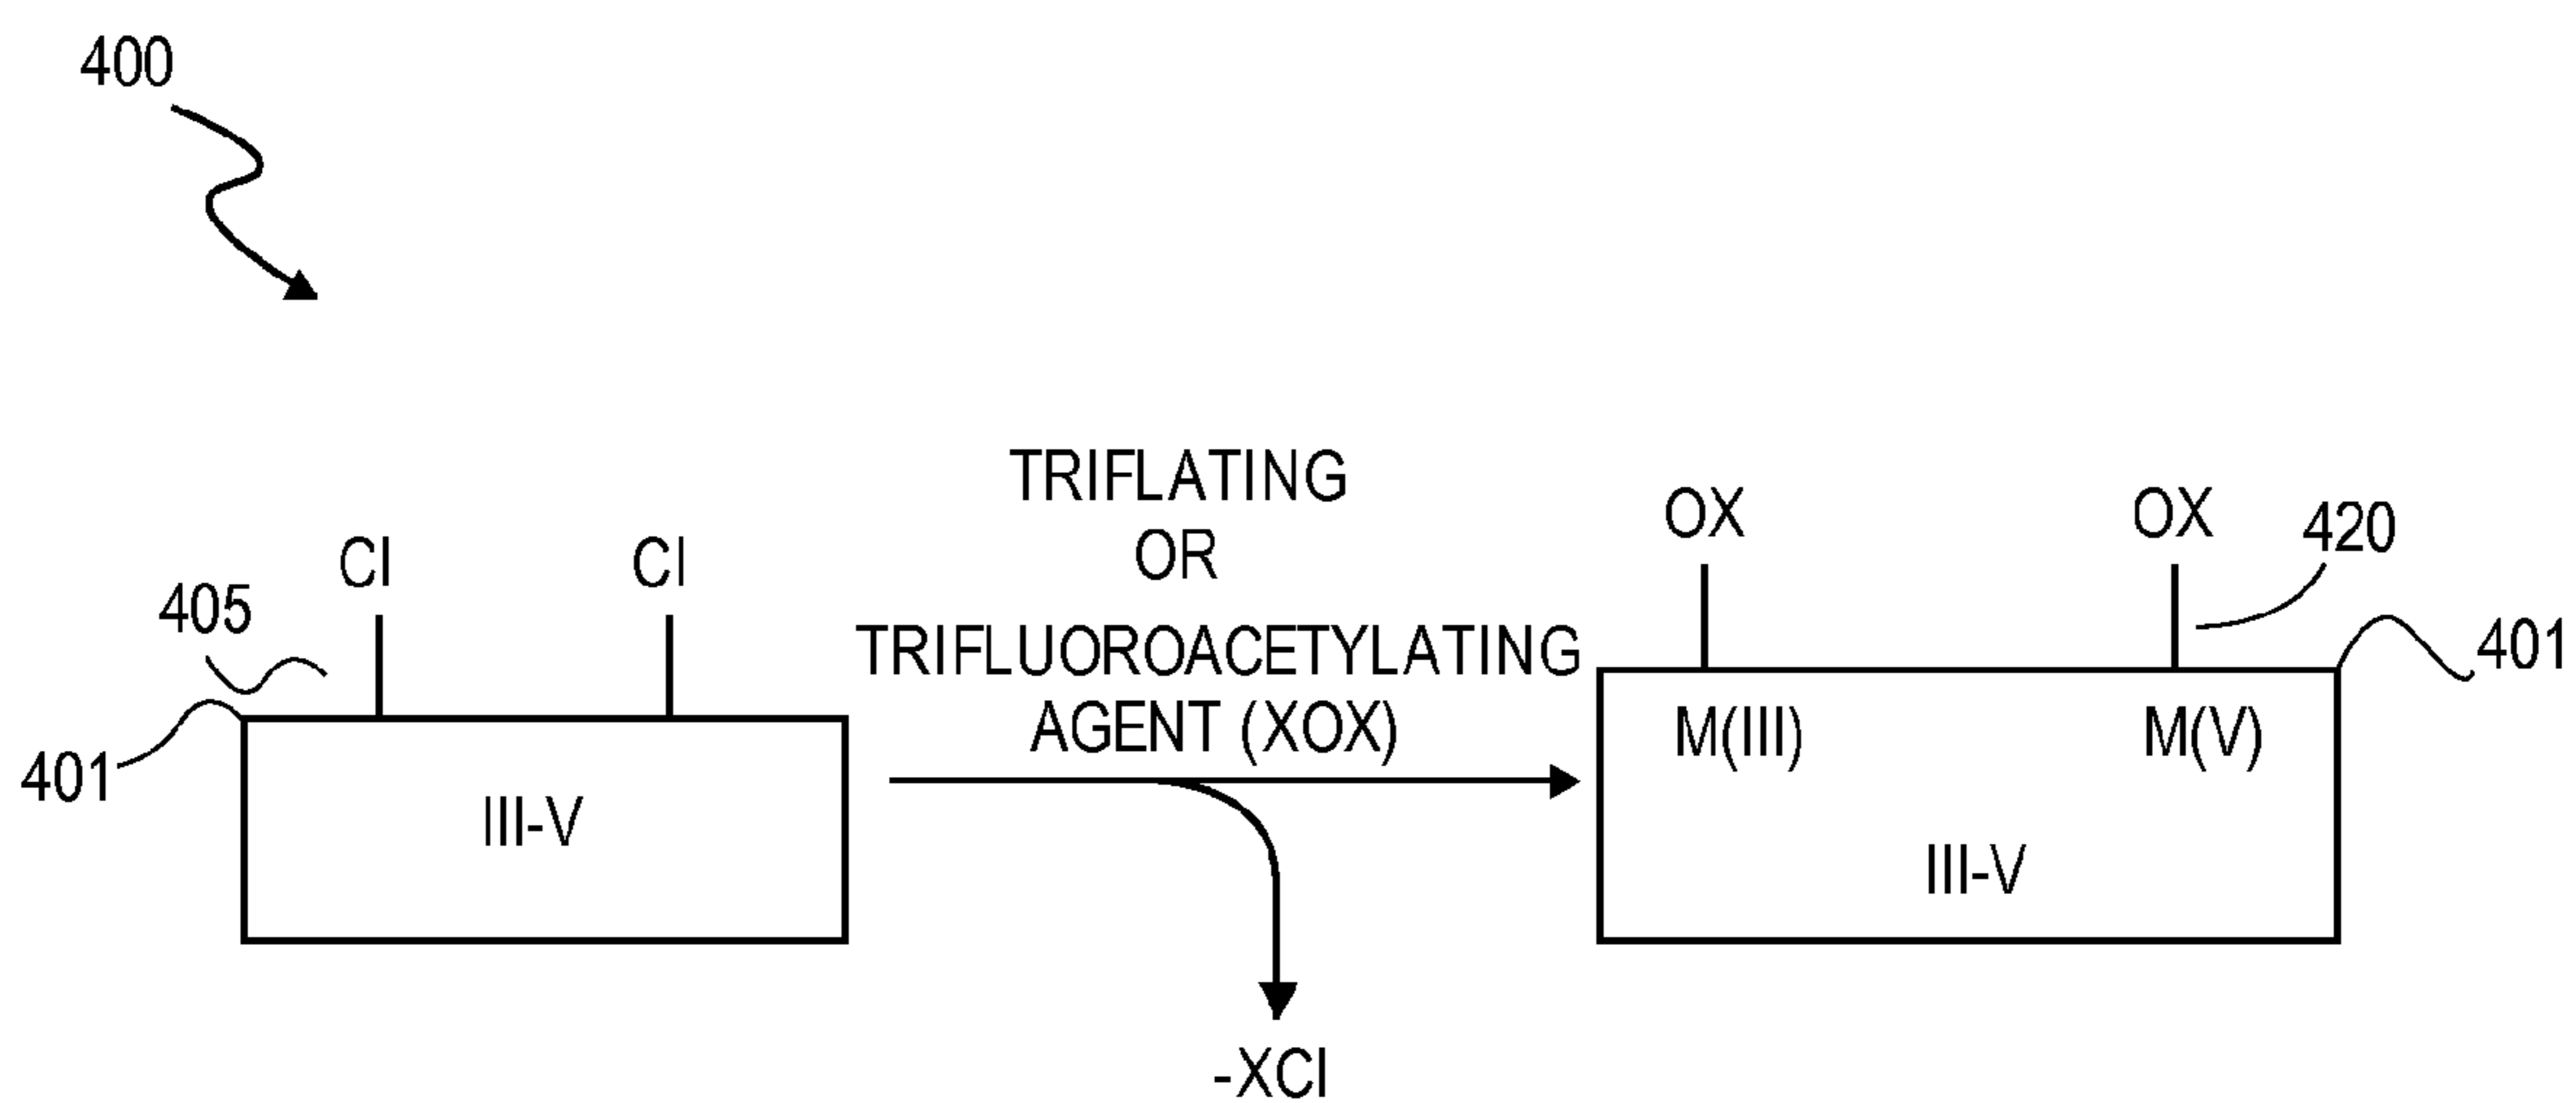 400
TRIFLATING
OR
TRIFLUOROACETYLATING
AGENT (XOX)
Cl
Cl
405
401
III-V
-XCl
OX
OX
420
401
M(III)
M(V)
III-V